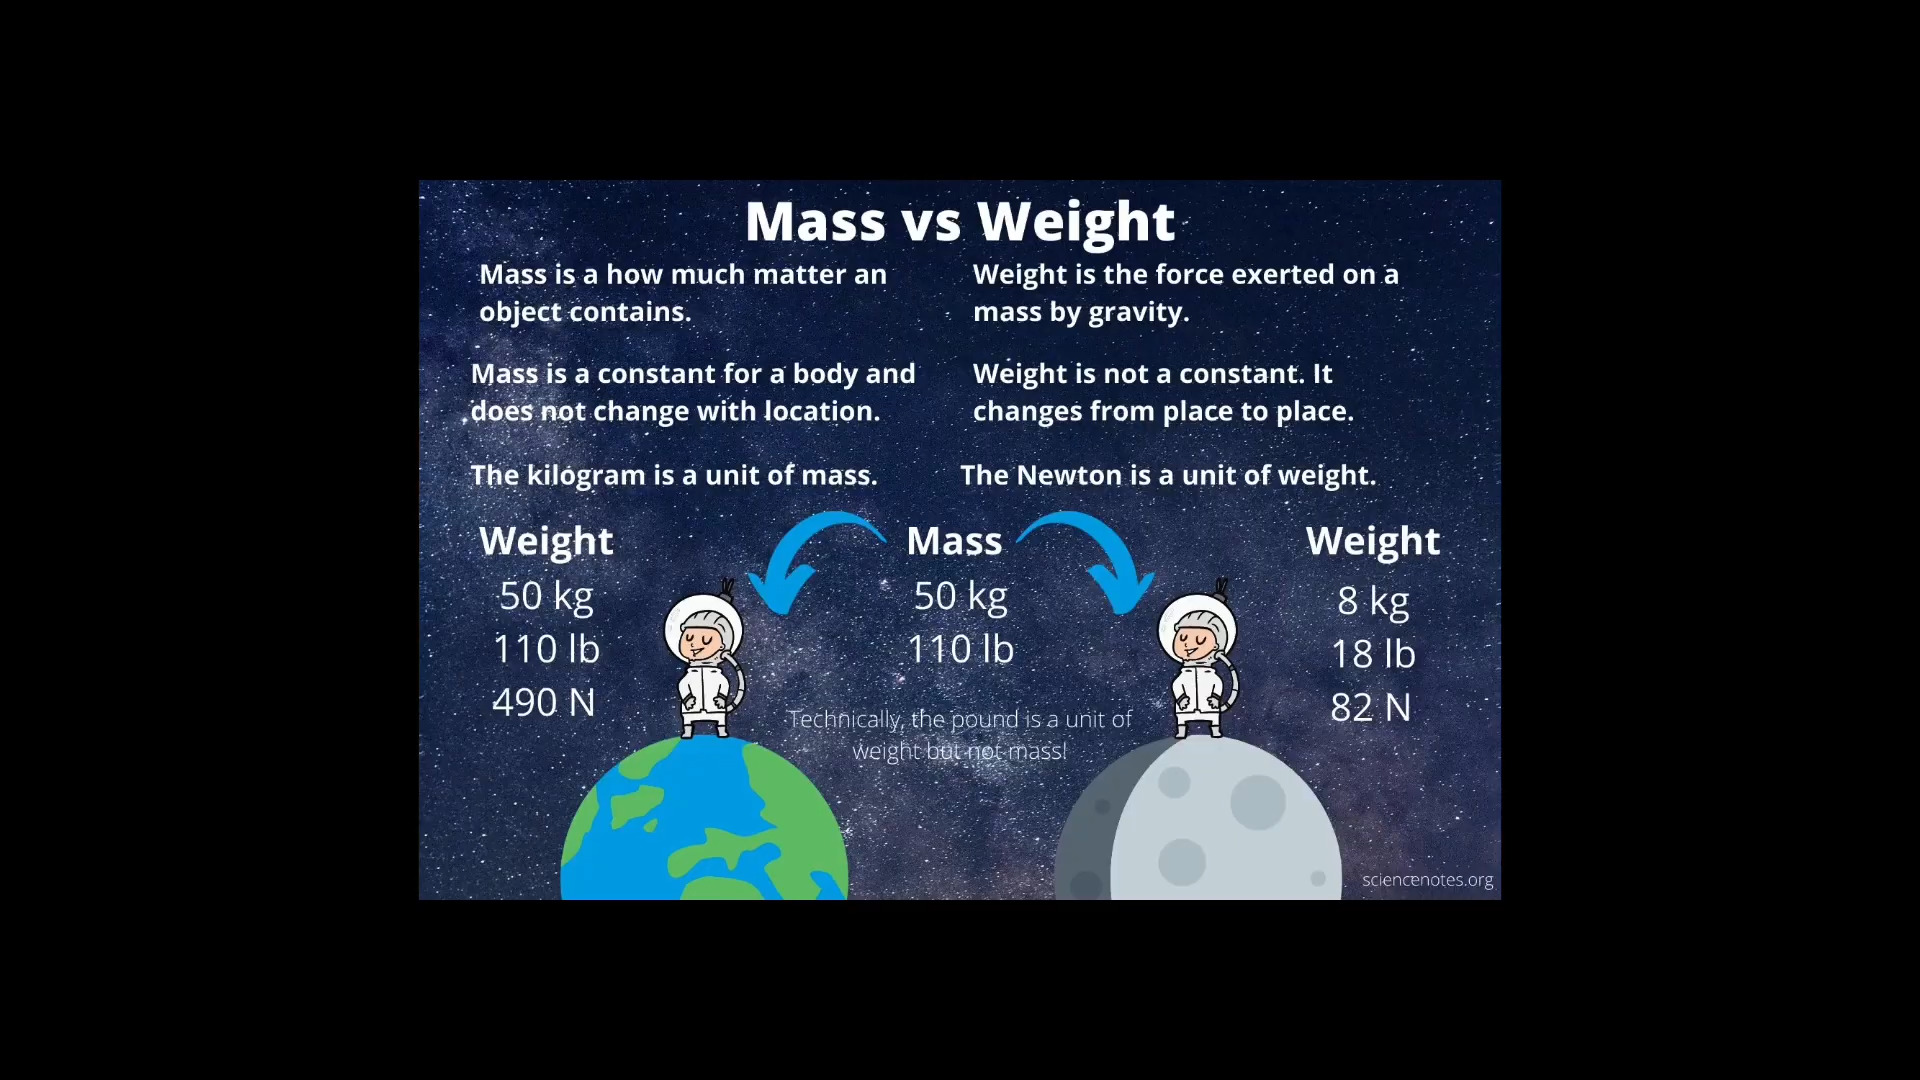 Mass vs Weight
Mass is a how much matter an
object contains.
Weight is the force exerted on a
mass by gravity.
Mass is a constant for a body and
does not change with location.
Weight is not a constant. It
changes from place to place.
The kilogram is a unit of mass.
The Newton is a unit of weight.
Weight
50 kg
110 lb
490 N
Mass
50 kg
110 lb
Technically, the pound is a unit of
weight but not mass!
Weight
8 kg
18 lb
82 N
sciencenotes.org